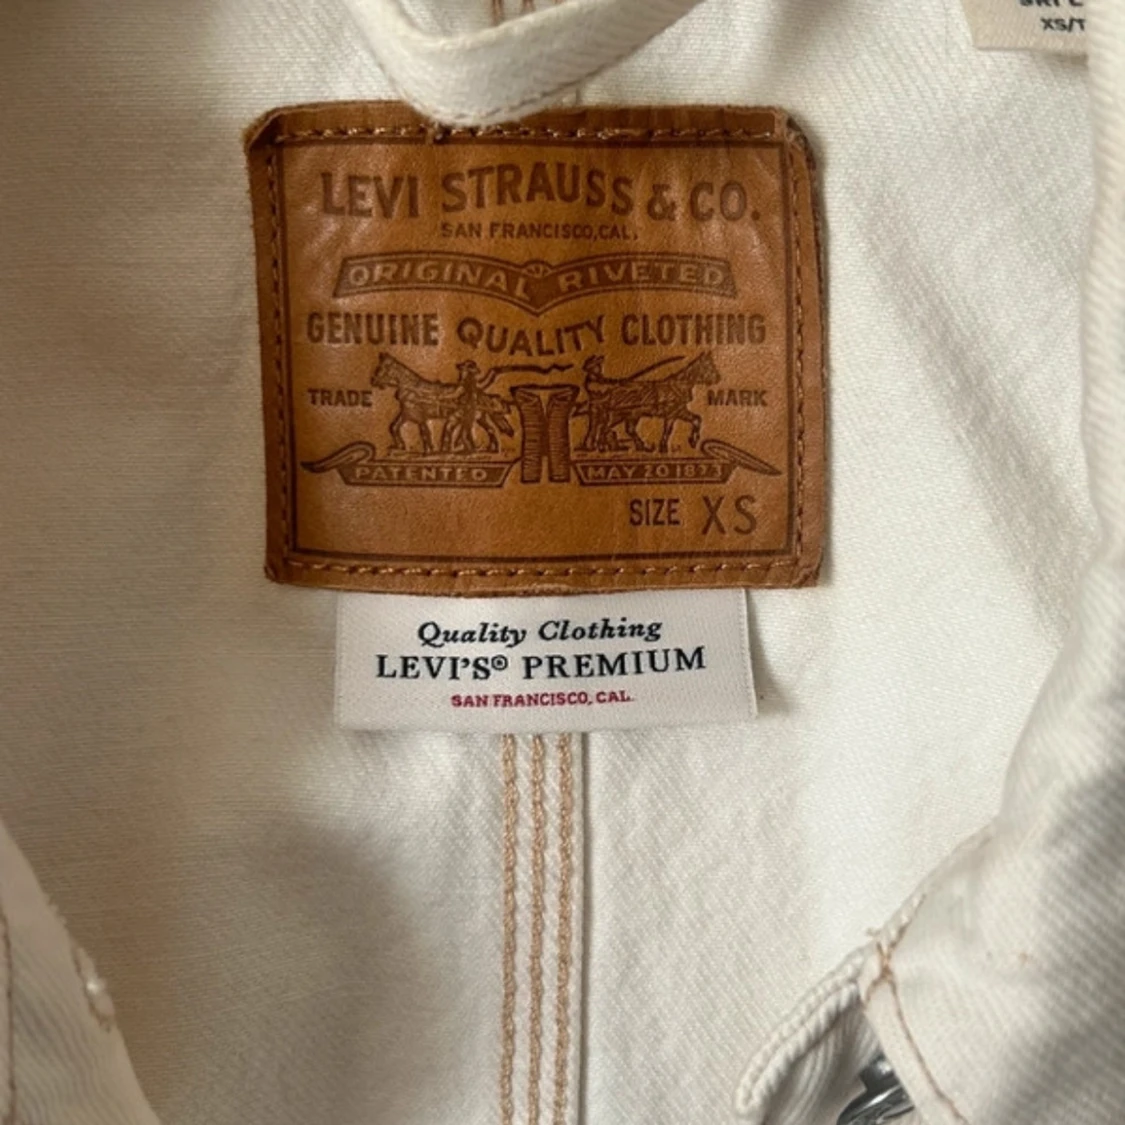 XS/T
LEVI STRAUSS & CO.
SAN FRANCISCO, CAL.
ORIGINAL RIVETED
GENUINE QUALITY CLOTHING
TRADE MARK
PATENTED MAY 20 1873
SIZE XS
Quality Clothing
LEVI'S® PREMIUM
SAN FRANCISCO, CAL.